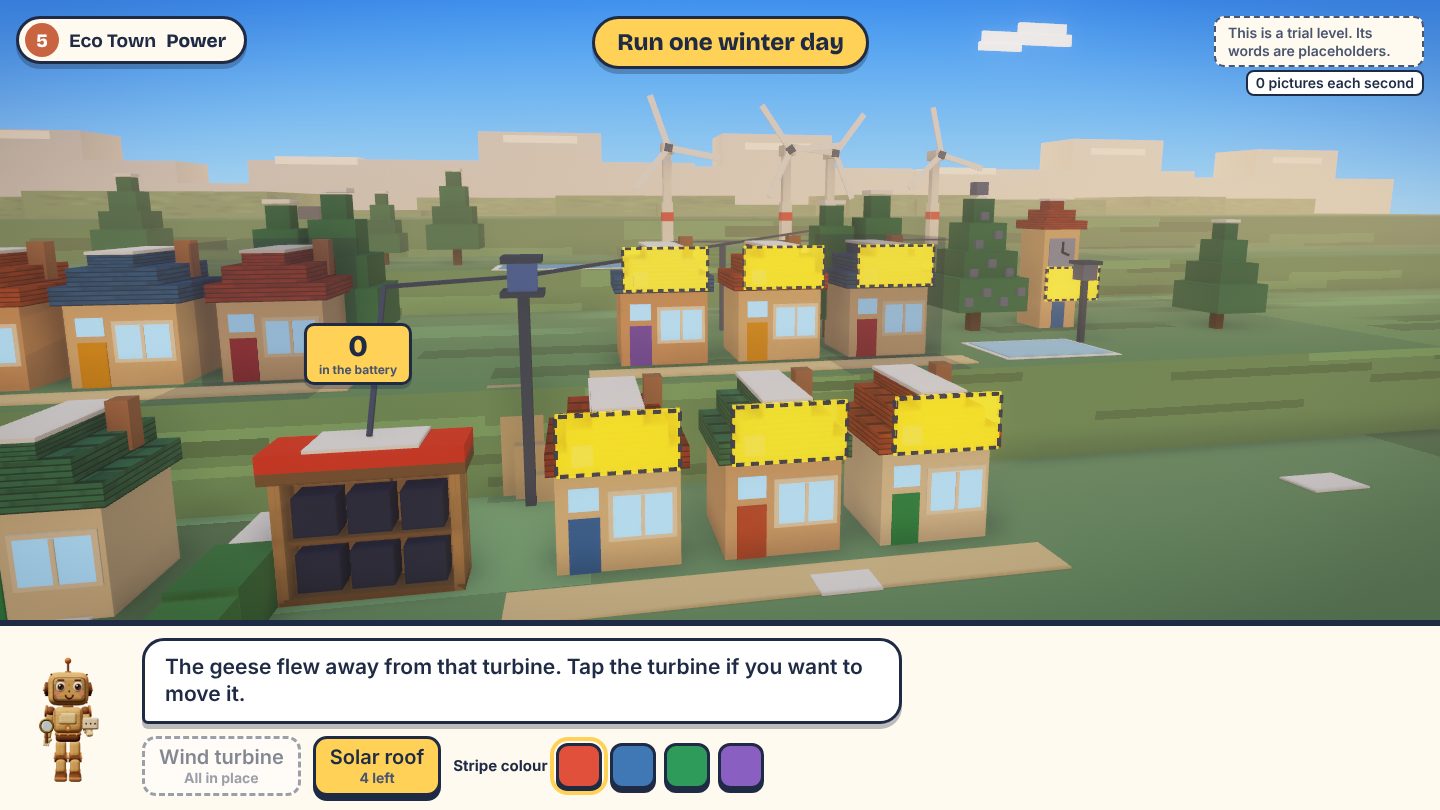 5 Eco Town Power
Run one winter day
This is a trial level. Its
words are placeholders.
0 pictures each second
0
in the battery
The geese flew away from that turbine. Tap the turbine if you want to
move it.
Wind turbine
All in place
Solar roof
4 left
Stripe colour